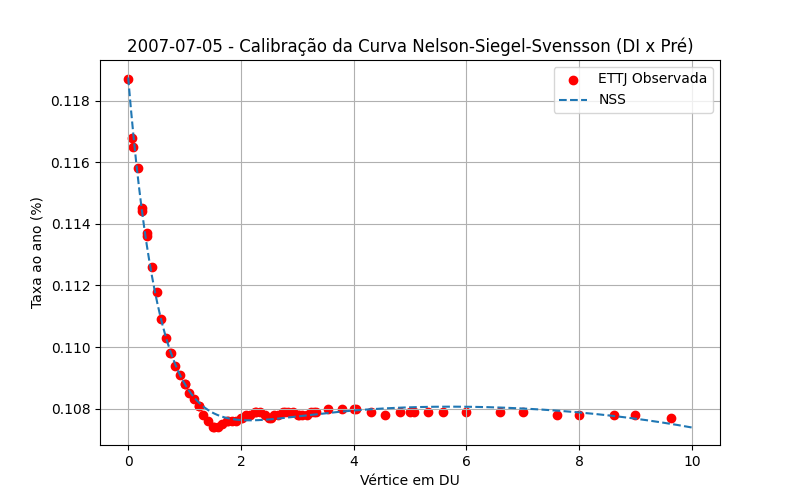 2007-07-05 - Calibração da Curva Nelson-Siegel-Svensson (DI x Pré)
ETTJ Observada
NSS
Taxa ao ano (%)
0.118
0.116
0.114
0.112
0.110
0.108
0
2
4
6
8
10
Vértice em DU